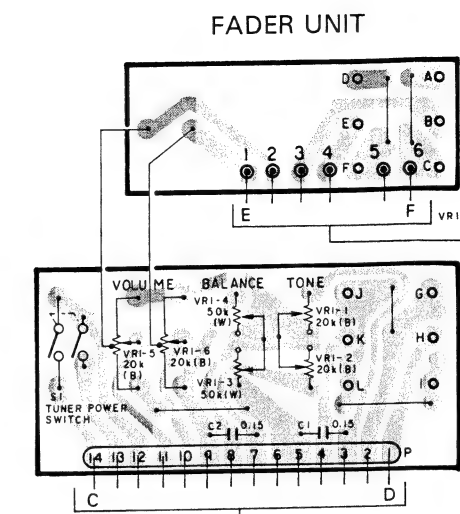 FADER UNIT
D A
E B
1 2 3 4 F 5 6 C
E F VR1
VOLUME BALANCE TONE
VR1-4 50k (W)
VR1-1 20k(B)
J G
VR1-5 20k (B)
VR1-6 20k(B)
K H
VR1-2 20k(B)
VR1-3 50k(W)
L I
S1
TUNER POWER
SWITCH
C2 0.15 C1 0.15
14 13 12 11 10 9 8 7 6 5 4 3 2 1 P
C D